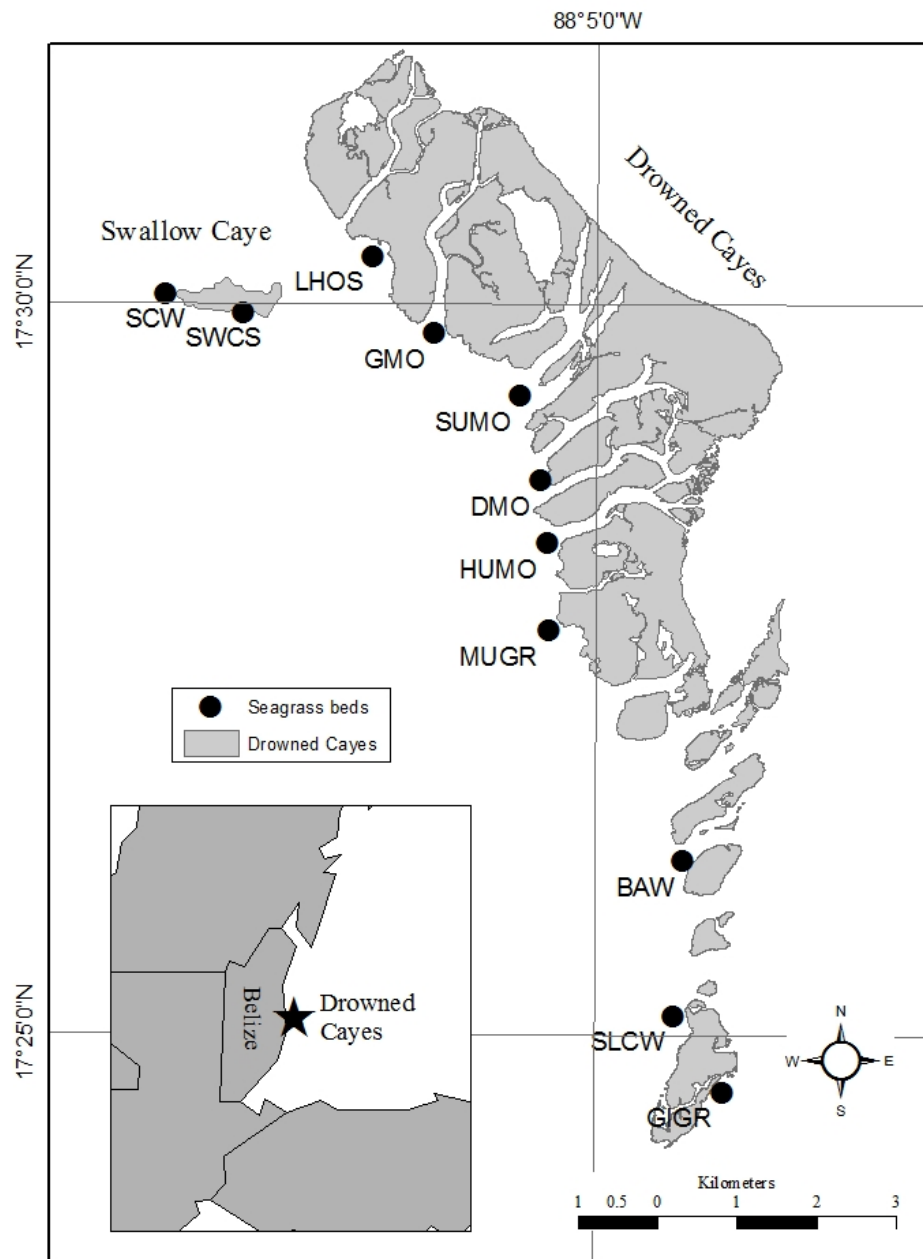 88°5'0"W
Drowned Cayes
Swallow Caye
17°30'0"N
LHOS
SCW
SWCS
GMO
SUMO
DMO
HUMO
MUGR
Seagrass beds
Drowned Cayes
BAW
Belize
Drowned
Cayes
17°25'0"N
SLCW
N
W
E
S
GIGR
Kilometers
1 0.5 0 1 2 3